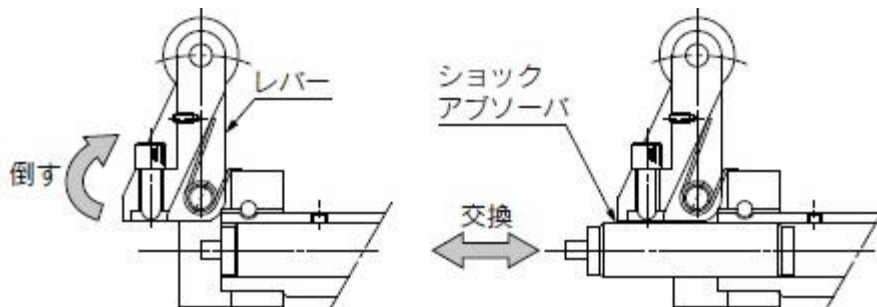 レバー
倒す
ショック
アブソーバ
交換